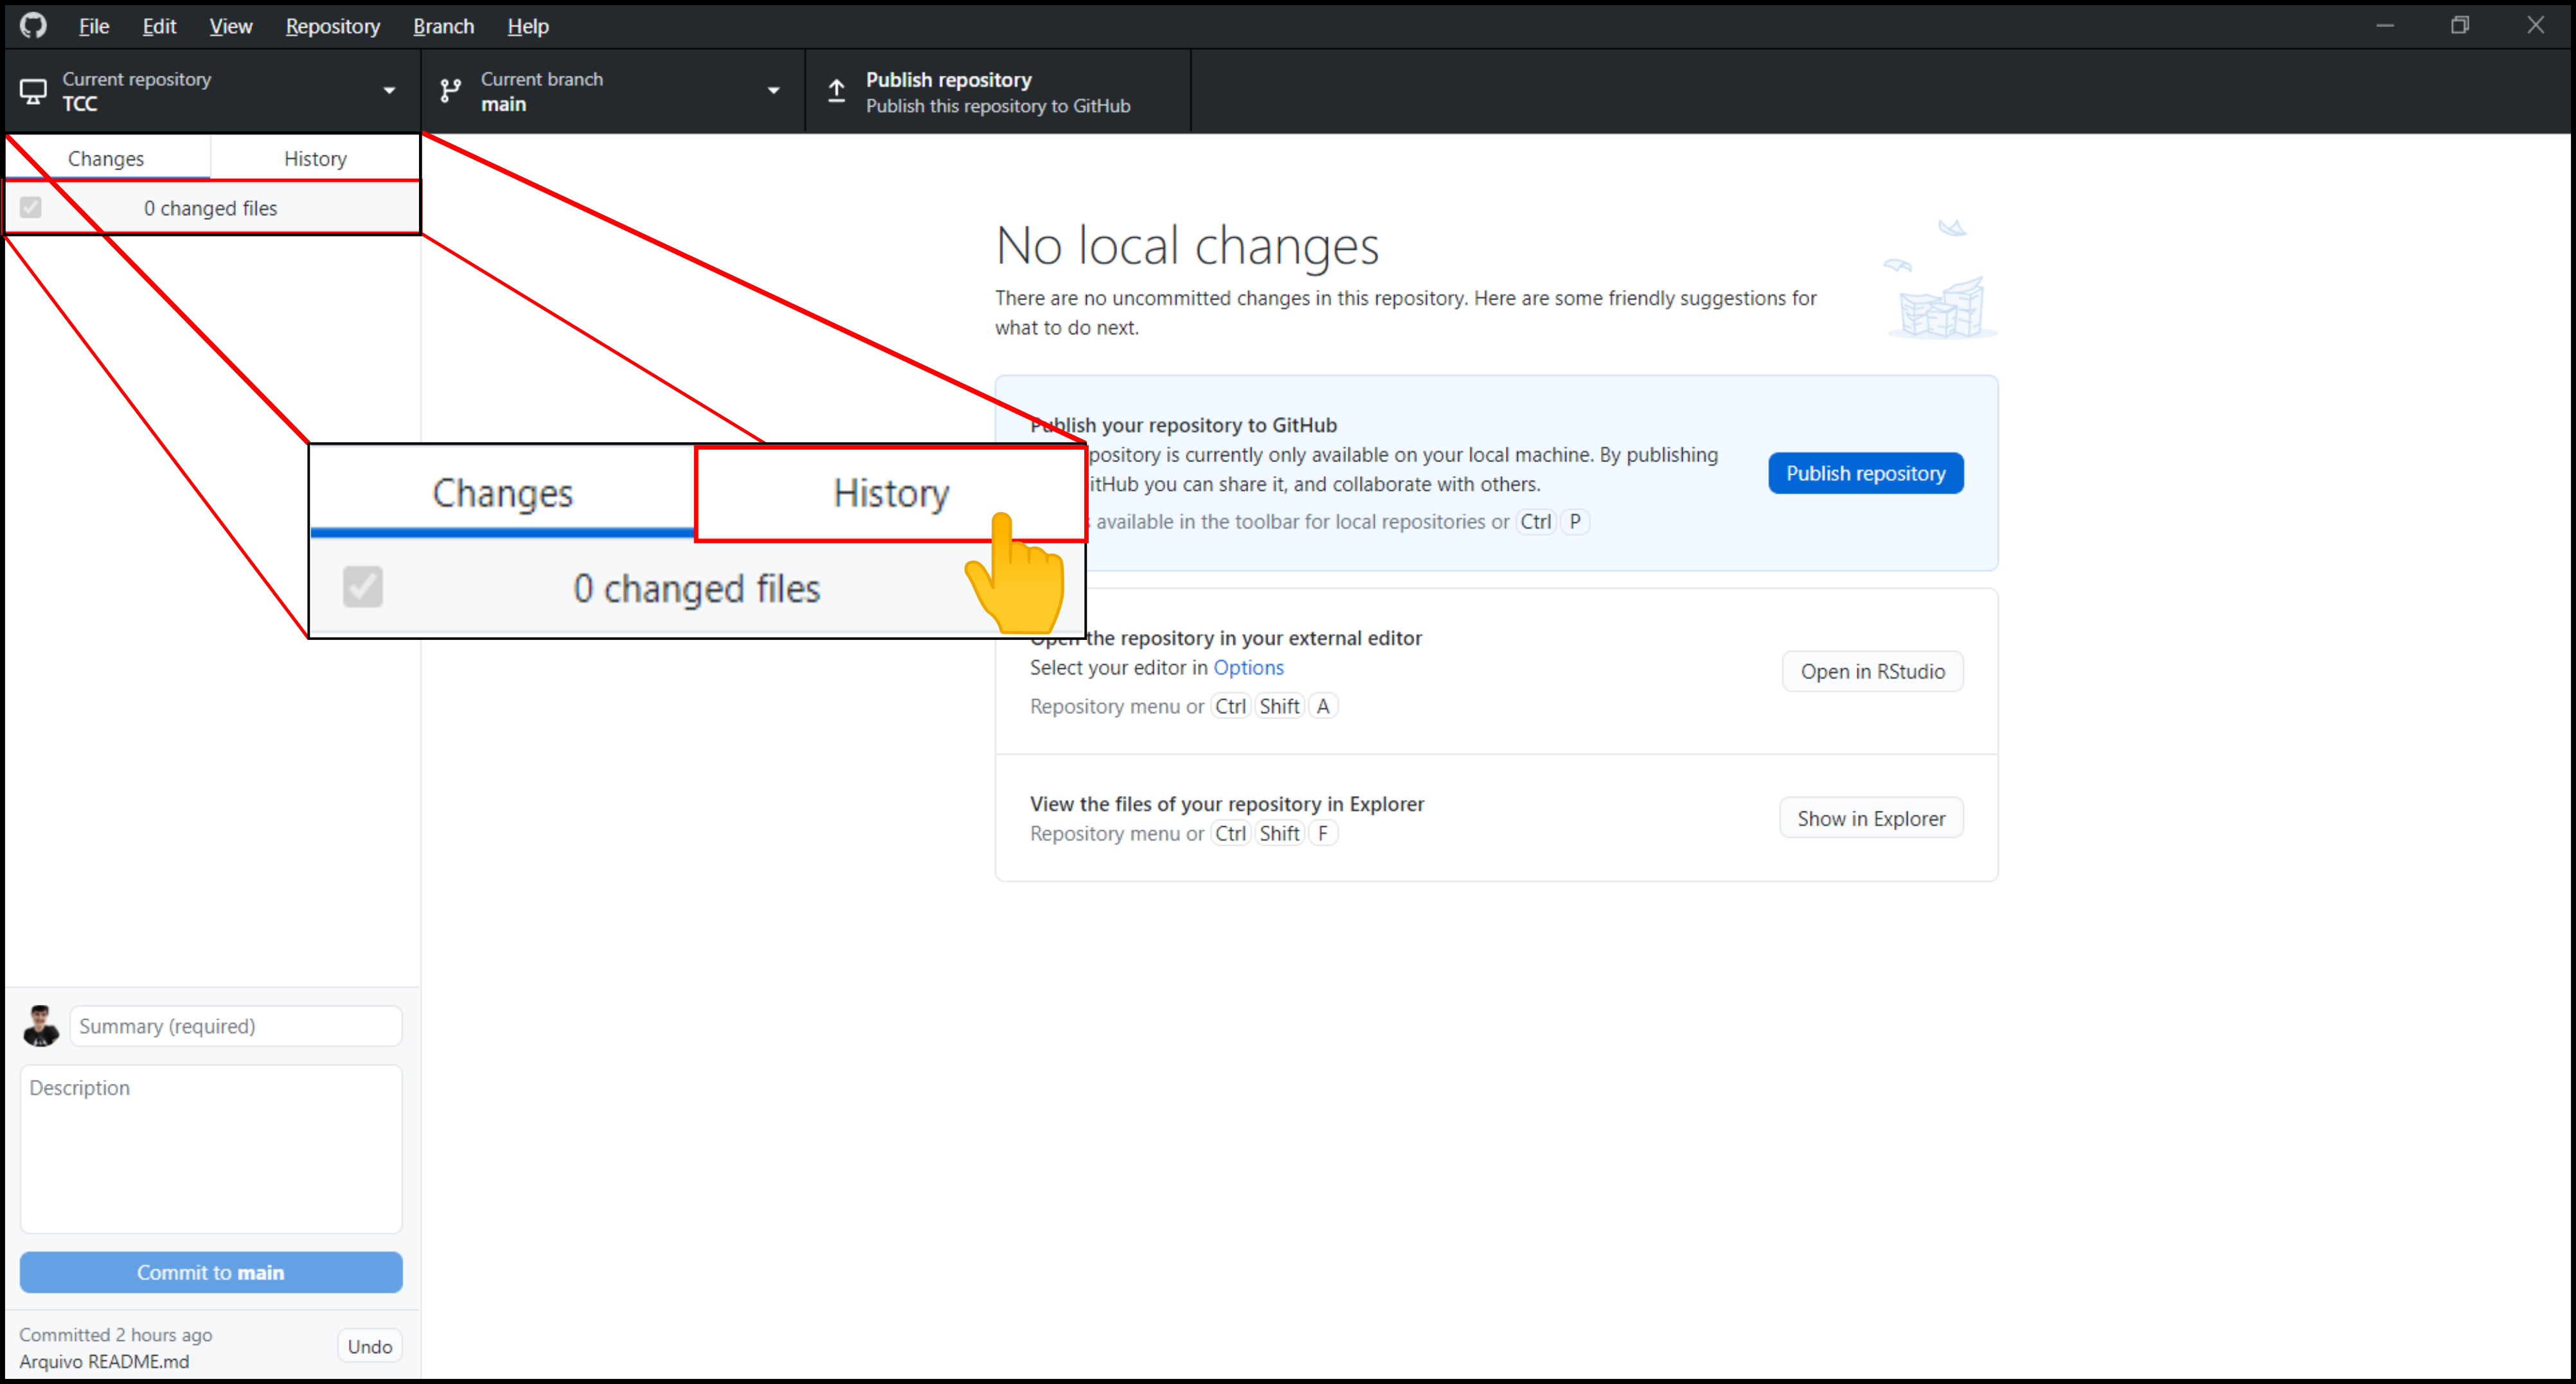 File Edit View Repository Branch Help
Current repository
TCC
Current branch
main
Publish repository
Publish this repository to GitHub
Changes History
0 changed files
No local changes
There are no uncommitted changes in this repository. Here are some friendly suggestions for
what to do next.
Publish your repository to GitHub
pository is currently only available on your local machine. By publishing
itHub you can share it, and collaborate with others.
available in the toolbar for local repositories or Ctrl P
Publish repository
Changes History
0 changed files
Open the repository in your external editor
Select your editor in Options
Repository menu or Ctrl Shift A
Open in RStudio
View the files of your repository in Explorer
Repository menu or Ctrl Shift F
Show in Explorer
Summary (required)
Description
Commit to main
Committed 2 hours ago
Arquivo README.md
Undo